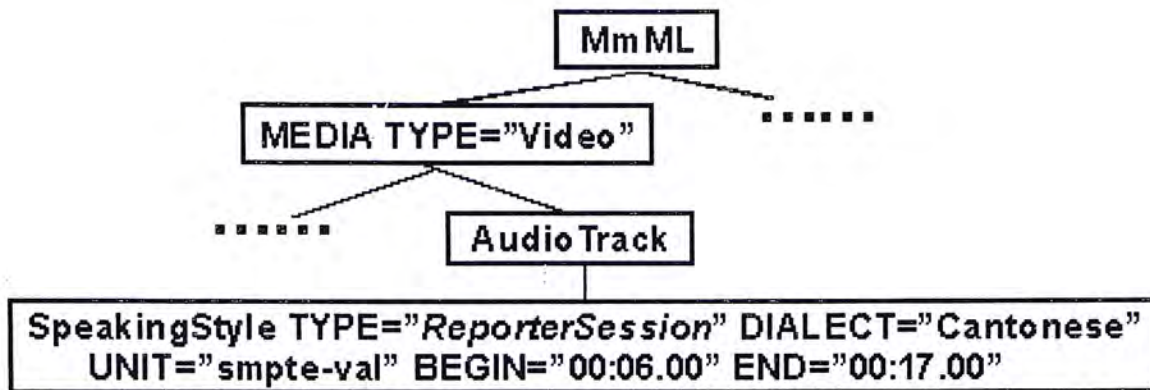 MmML
MEDIA TYPE=”Video”
......
......
AudioTrack
SpeakingStyle TYPE=”ReporterSession” DIALECT=”Cantonese”
UNIT=”smpte-val” BEGIN=”00:06.00” END=”00:17.00”